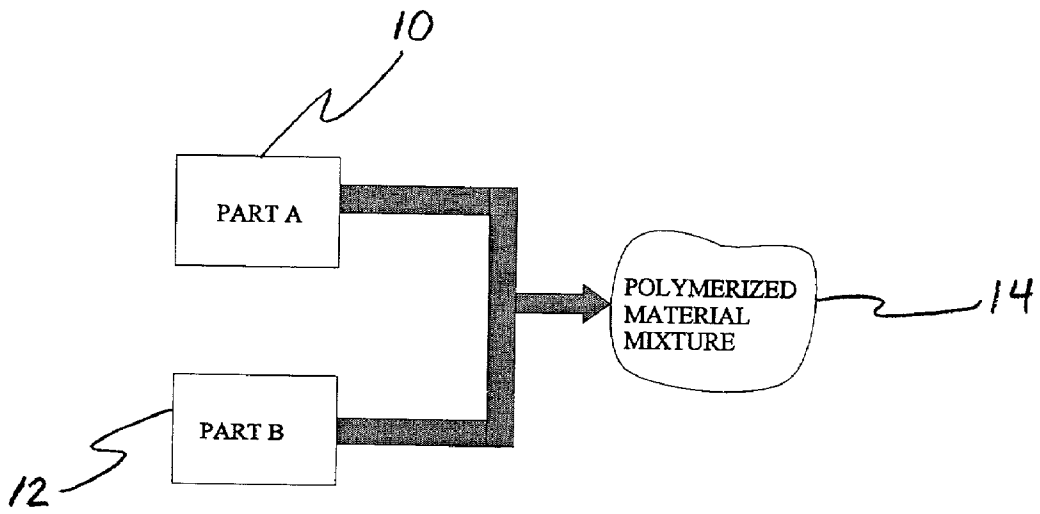 10
PART A
POLYMERIZED
MATERIAL
MIXTURE
14
PART B
12